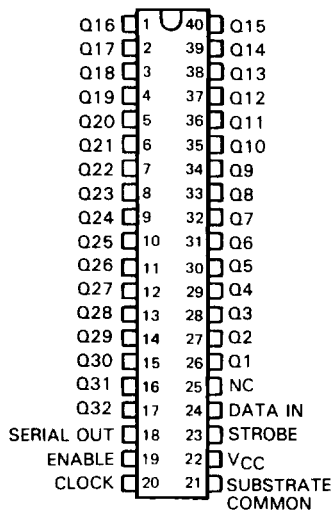 Q16 1 40 Q15
Q17 2 39 Q14
Q18 3 38 Q13
Q19 4 37 Q12
Q20 5 36 Q11
Q21 6 35 Q10
Q22 7 34 Q9
Q23 8 33 Q8
Q24 9 32 Q7
Q25 10 31 Q6
Q26 11 30 Q5
Q27 12 29 Q4
Q28 13 28 Q3
Q29 14 27 Q2
Q30 15 26 Q1
Q31 16 25 NC
Q32 17 24 DATA IN
SERIAL OUT 18 23 STROBE
ENABLE 19 22 VCC
CLOCK 20 21 SUBSTRATE
COMMON